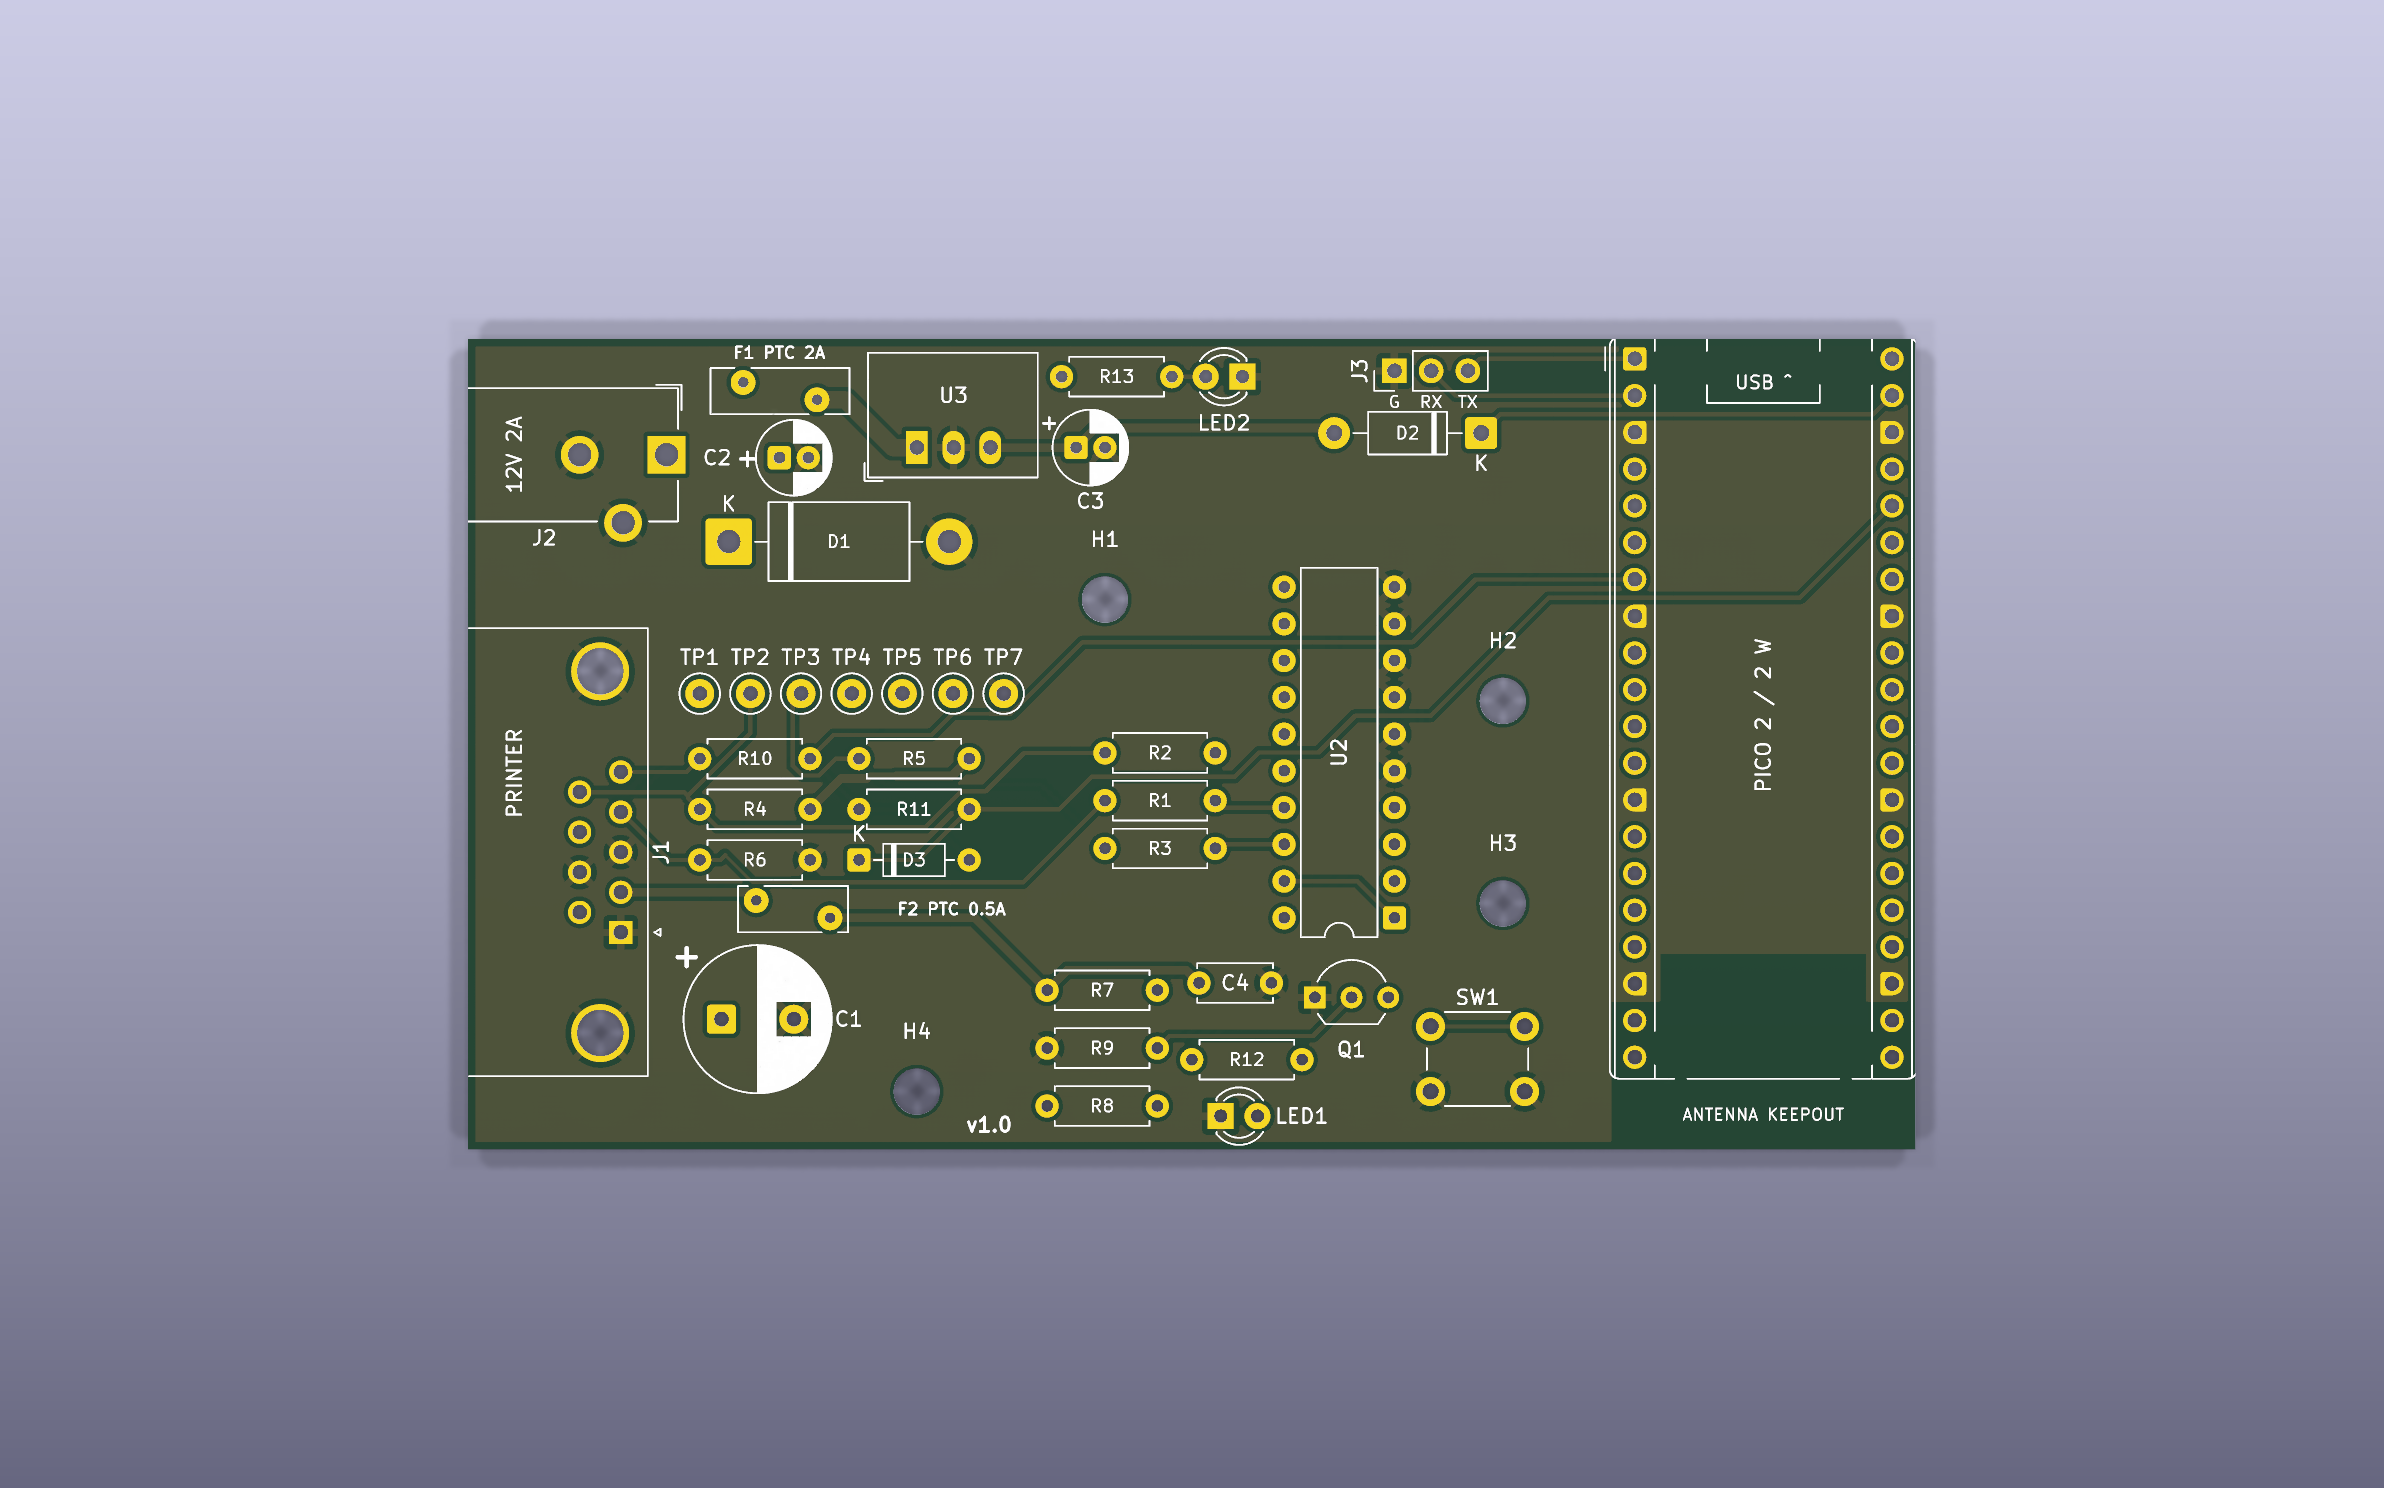 F1 PTC 2A
U3
R13
LED2
J3
G RX TX
USB ^
12V 2A
C2 +
+
C3
D2
K
J2
K
D1
H1
H2
TP1 TP2 TP3 TP4 TP5 TP6 TP7
PRINTER
J1
R10
R5
R4
R11
K
R6
D3
R2
R1
R3
U2
PICO 2 / 2 W
H3
F2 PTC 0.5A
+
C1
H4
R7
C4
SW1
R9
R12
Q1
R8
LED1
v1.0
ANTENNA KEEPOUT